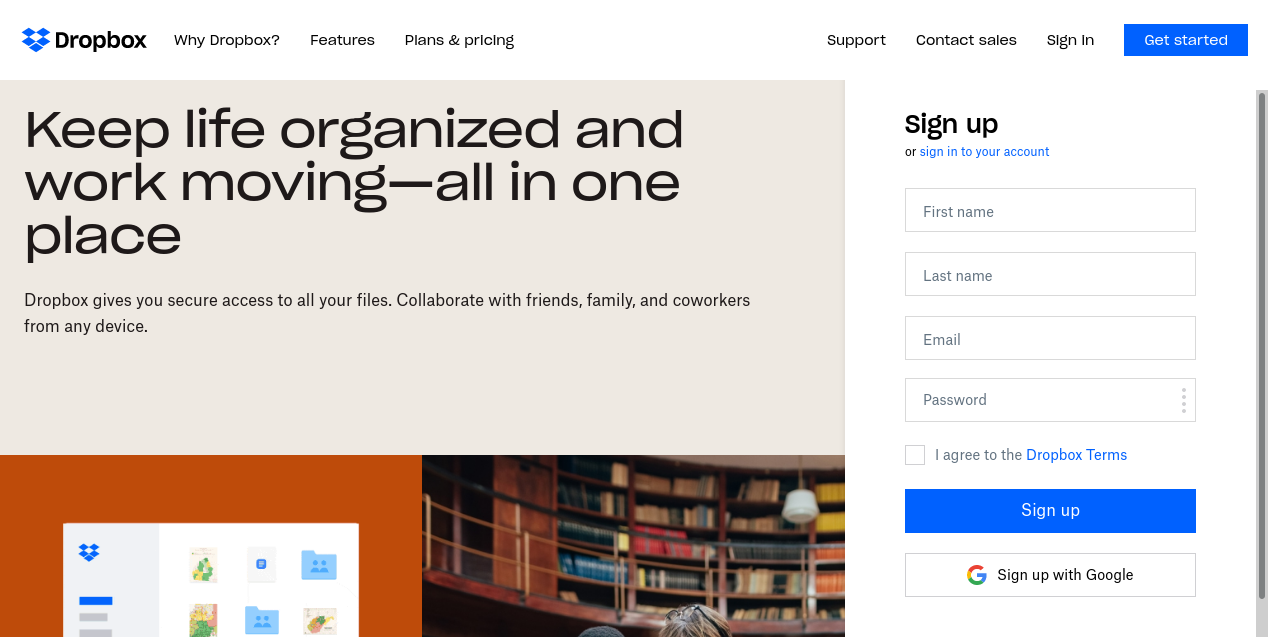 Dropbox
Why Dropbox?
Features
Plans & pricing
Support
Contact sales
Sign in
Get started
Keep life organized and
work moving—all in one
place
Dropbox gives you secure access to all your files. Collaborate with friends, family, and coworkers
from any device.
Sign up
or sign in to your account
First name
Last name
Email
Password
I agree to the Dropbox Terms
Sign up
Sign up with Google